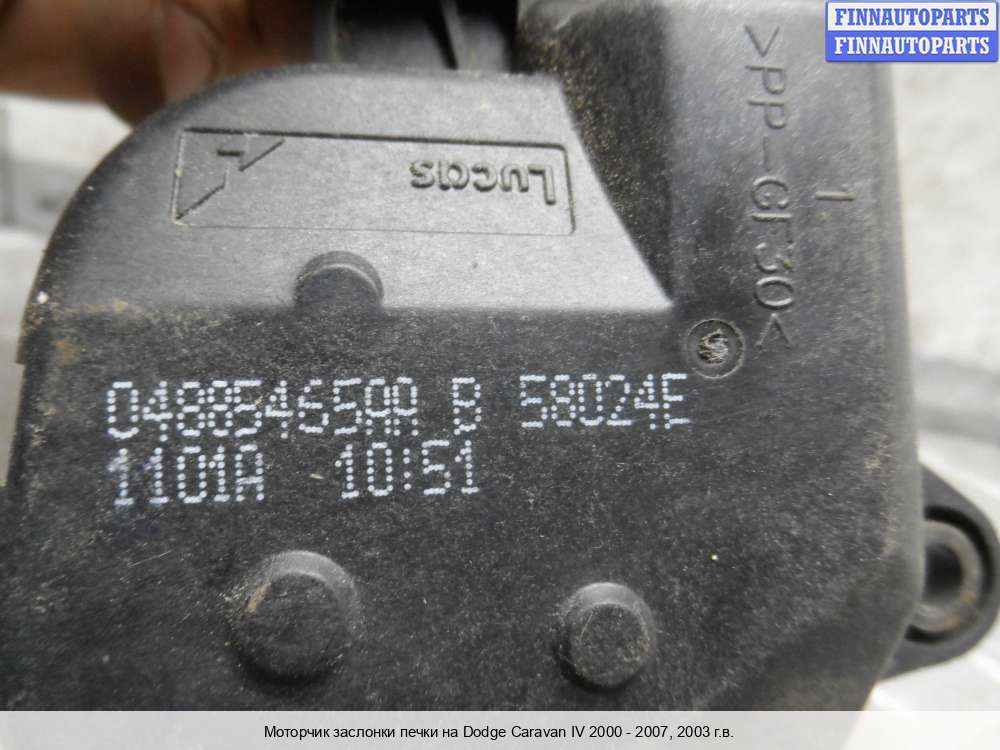 FINNAUTOPARTS
FINNAUTOPARTS
>PP-GF30<
1
Lucas
04885465AA B 58024E
1101A 10:51
Моторчик заслонки печки на Dodge Caravan IV 2000 - 2007, 2003 г.в.